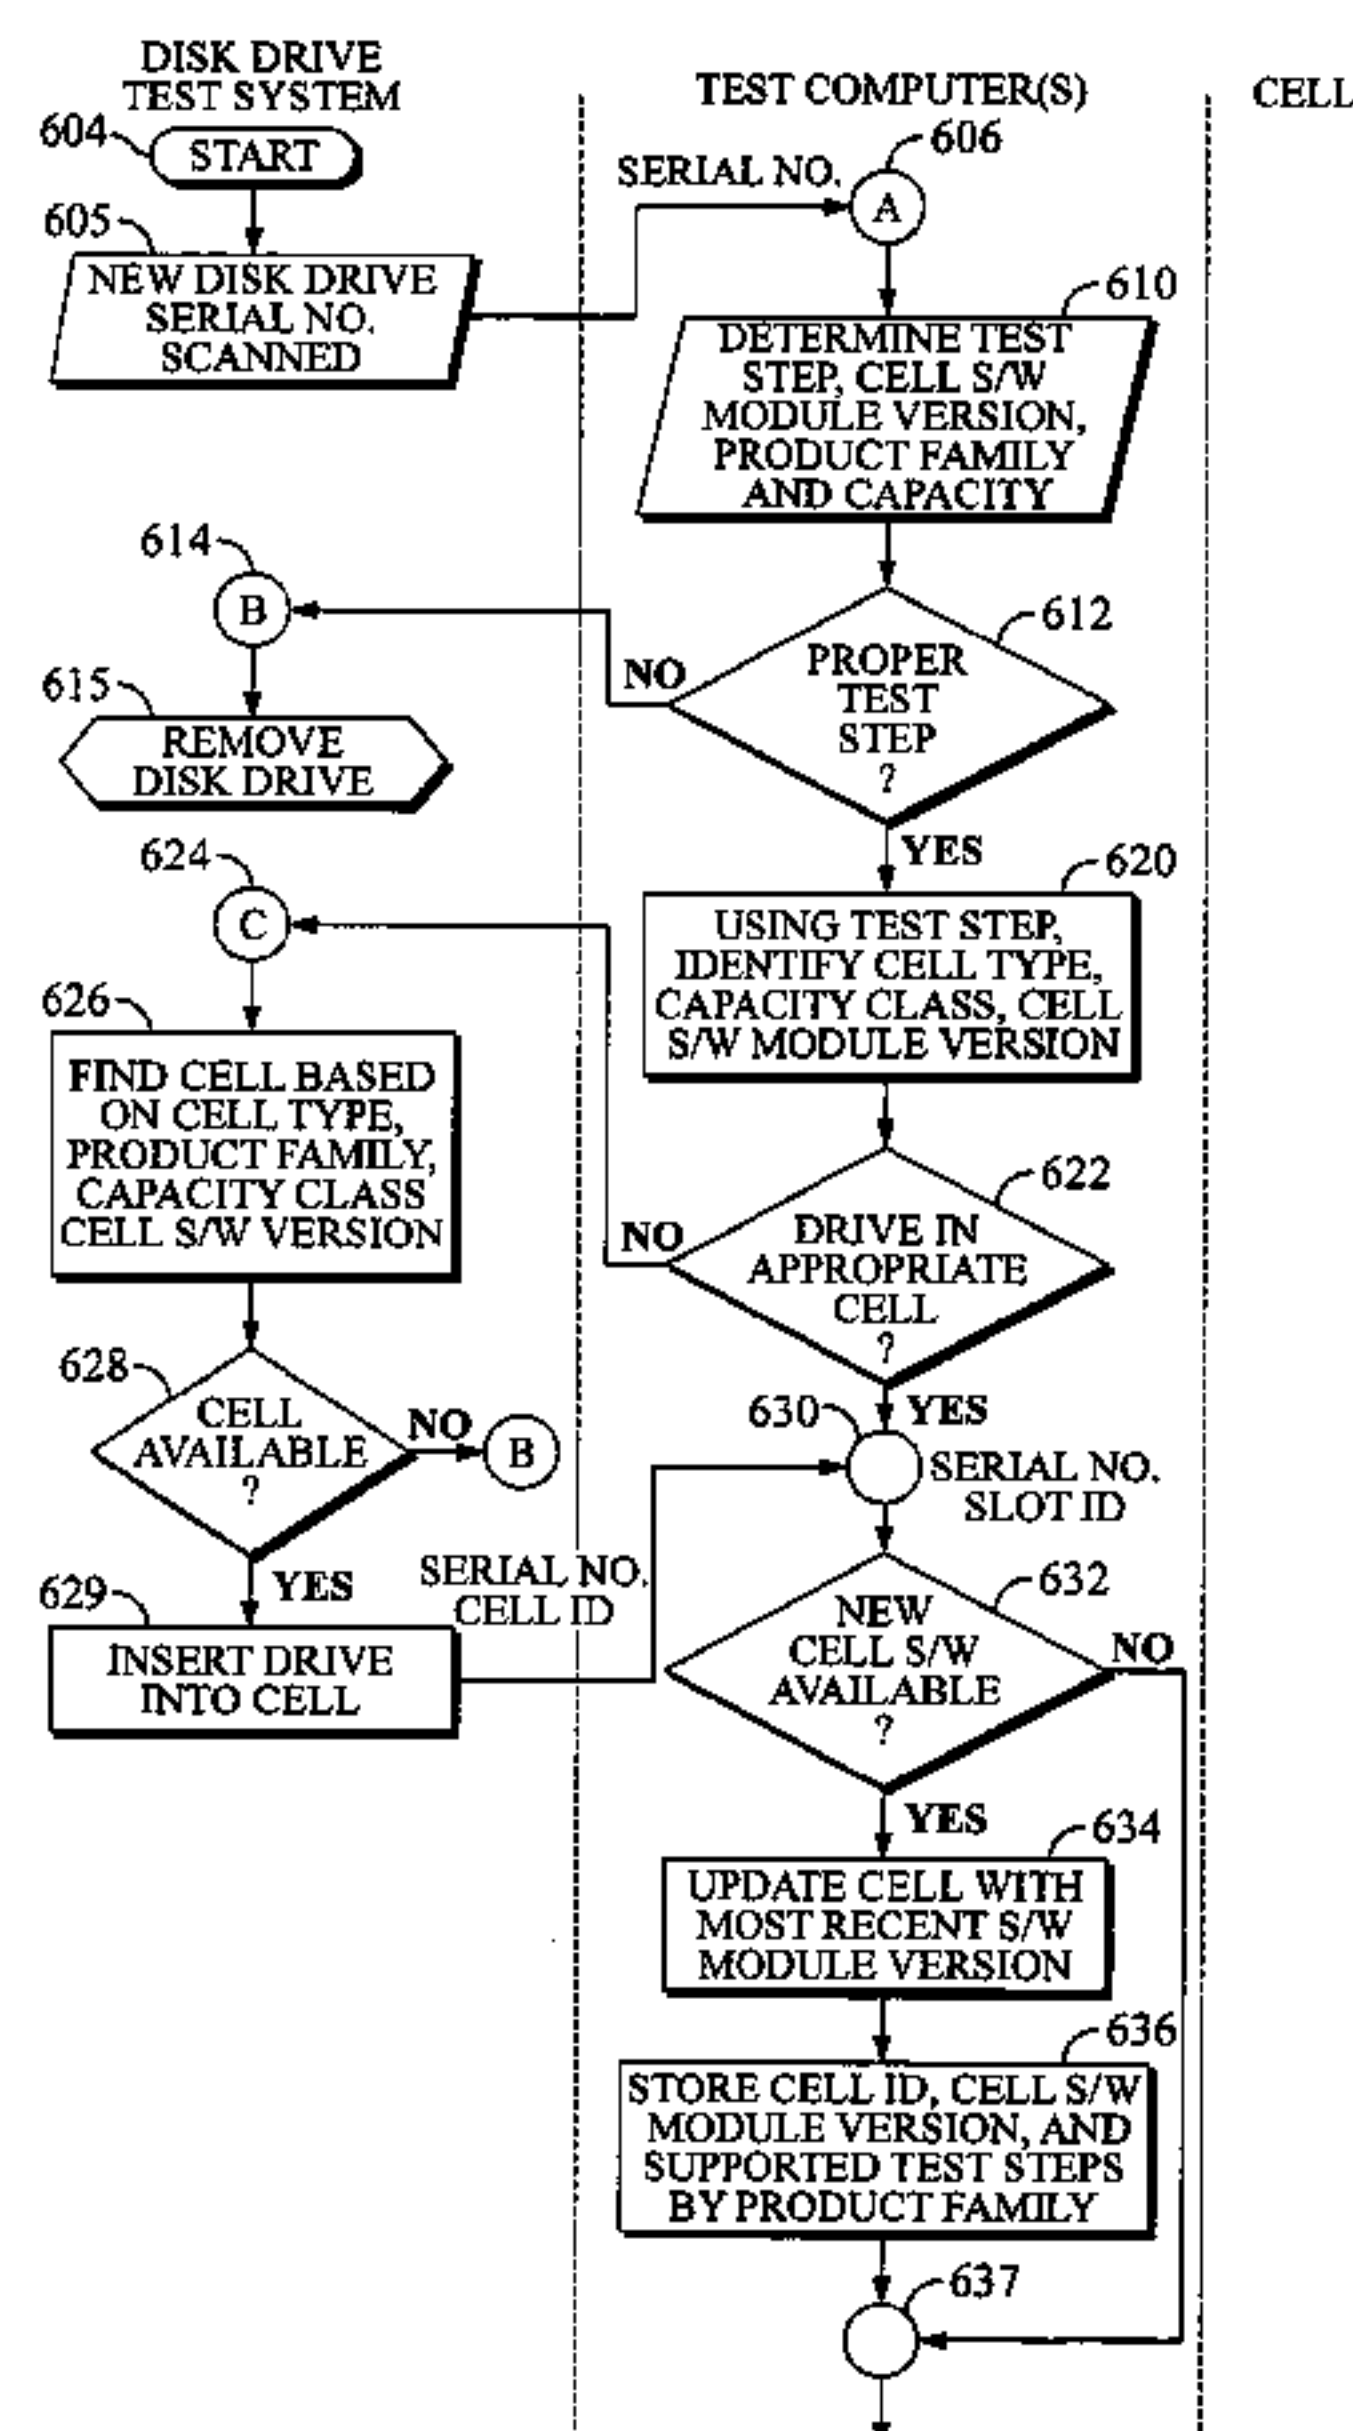 DISK DRIVE
TEST SYSTEM
TEST COMPUTER(S)
CELL
604
START
605
NEW DISK DRIVE
SERIAL NO.
SCANNED
SERIAL NO.
606
A
610
DETERMINE TEST
STEP, CELL S/W
MODULE VERSION,
PRODUCT FAMILY
AND CAPACITY
614
B
615
REMOVE
DISK DRIVE
612
NO
PROPER
TEST
STEP
?
YES
620
USING TEST STEP,
IDENTIFY CELL TYPE,
CAPACITY CLASS, CELL
S/W MODULE VERSION
624
C
626
FIND CELL BASED
ON CELL TYPE,
PRODUCT FAMILY,
CAPACITY CLASS
CELL S/W VERSION
622
NO
DRIVE IN
APPROPRIATE
CELL
?
YES
628
CELL
AVAILABLE
?
NO
B
YES
629
INSERT DRIVE
INTO CELL
SERIAL NO.
CELL ID
630
SERIAL NO.
SLOT ID
632
NEW
CELL S/W
AVAILABLE
?
NO
YES
634
UPDATE CELL WITH
MOST RECENT S/W
MODULE VERSION
636
STORE CELL ID, CELL S/W
MODULE VERSION, AND
SUPPORTED TEST STEPS
BY PRODUCT FAMILY
637